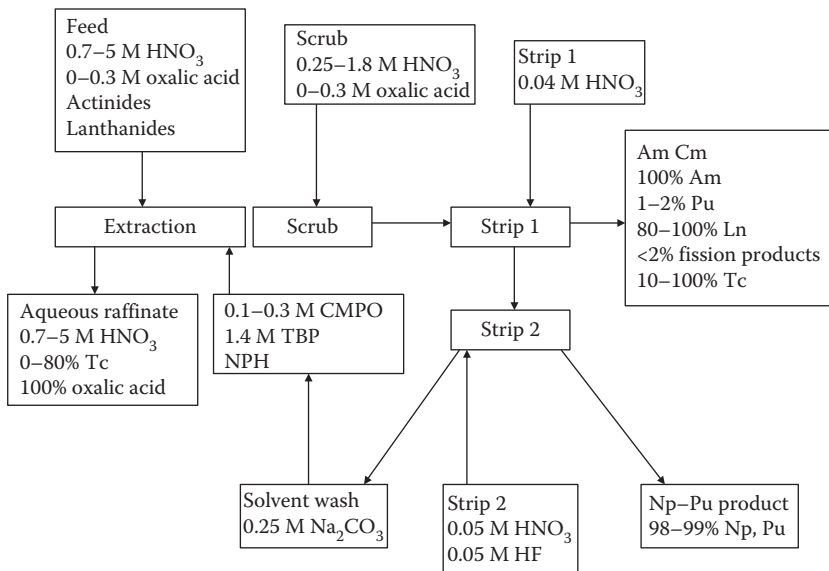 Feed
0.7–5 M HNO₃
0–0.3 M oxalic acid
Actinides
Lanthanides
Scrub
0.25–1.8 M HNO₃
0–0.3 M oxalic acid
Strip 1
0.04 M HNO₃
Extraction
Scrub
Strip 1
Am Cm
100% Am
1–2% Pu
80–100% Ln
<2% fission products
10–100% Tc
Aqueous raffinate
0.7–5 M HNO₃
0–80% Tc
100% oxalic acid
0.1–0.3 M CMPO
1.4 M TBP
NPH
Strip 2
Solvent wash
0.25 M Na₂CO₃
Strip 2
0.05 M HNO₃
0.05 M HF
Np–Pu product
98–99% Np, Pu